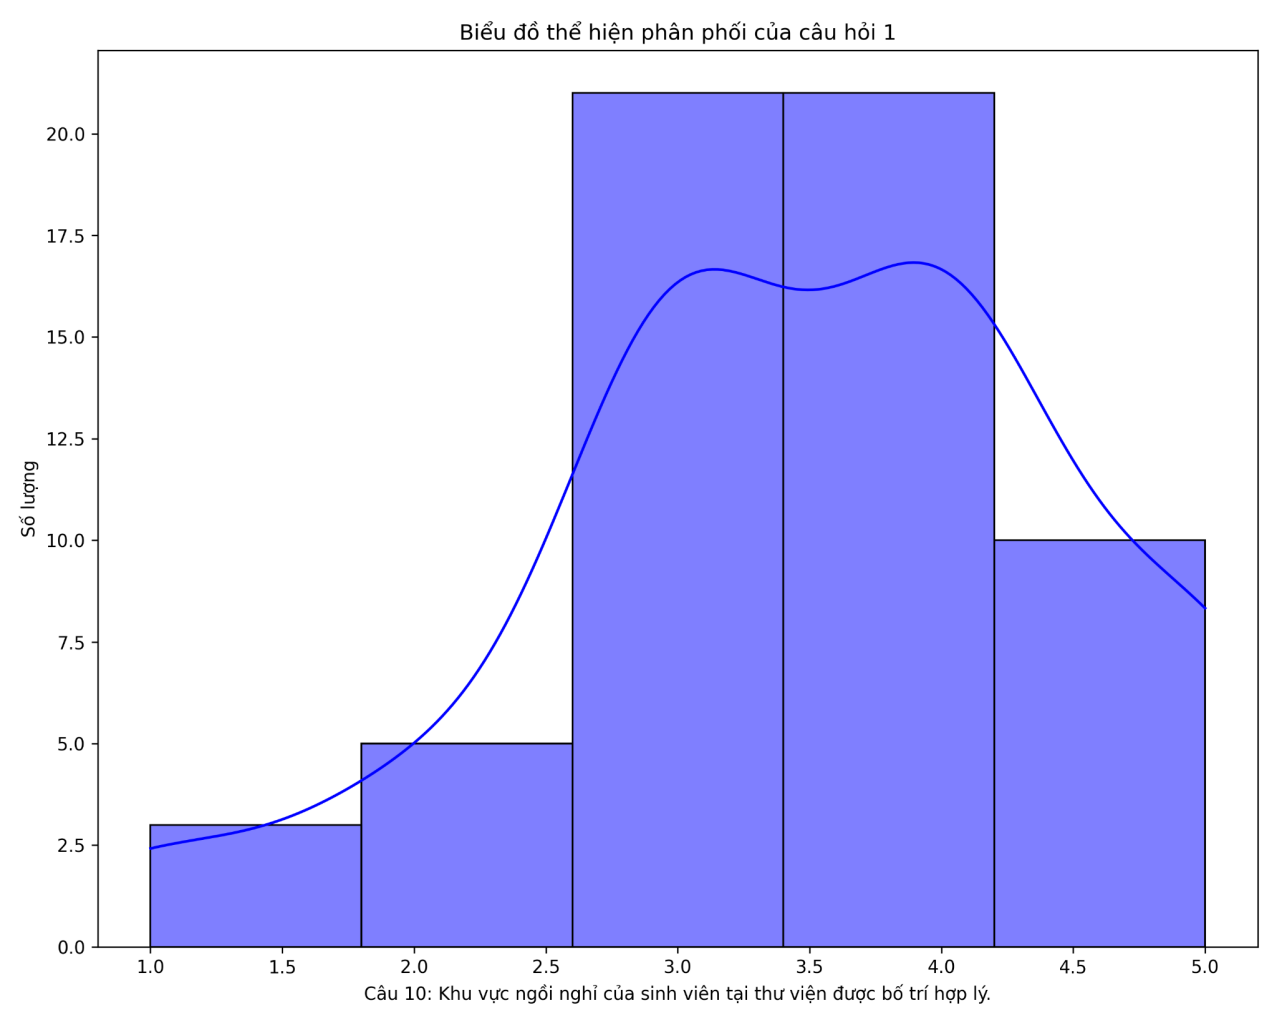 Biểu đồ thể hiện phân phối của câu hỏi 1
Số lượng
20.0
17.5
15.0
12.5
10.0
7.5
5.0
2.5
0.0
1.0 1.5 2.0 2.5 3.0 3.5 4.0 4.5 5.0
Câu 10: Khu vực ngồi nghỉ của sinh viên tại thư viện được bố trí hợp lý.